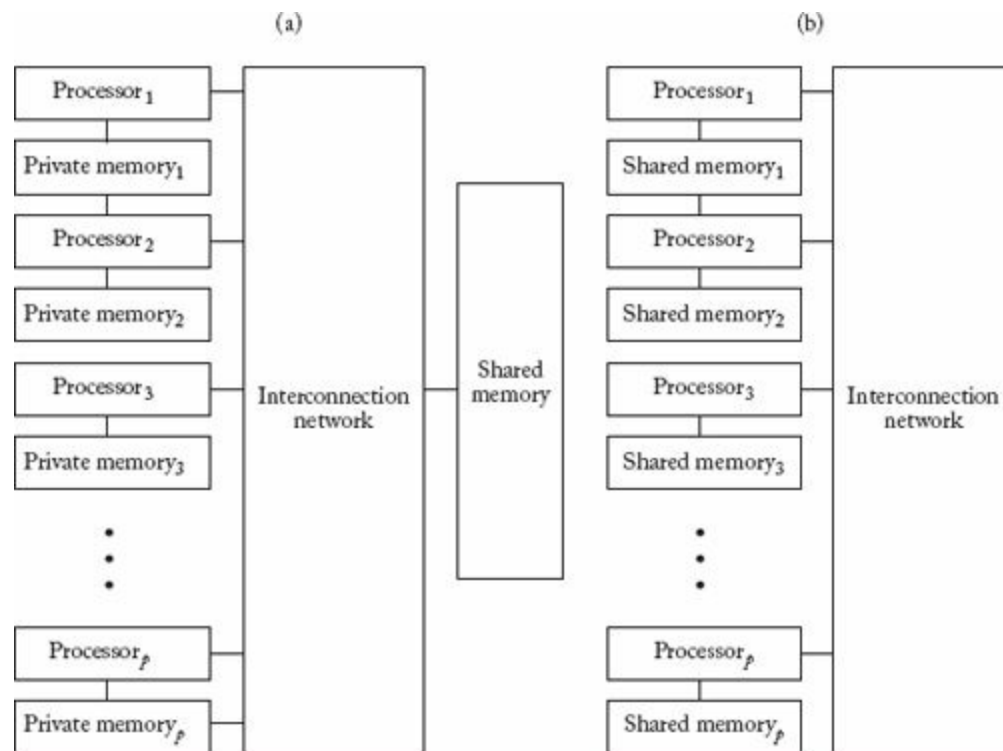 (a)
Processor₁
Private memory₁
Processor₂
Private memory₂
Processor₃
Private memory₃
Processorₚ
Private memoryₚ
Interconnection
network
Shared
memory
(b)
Processor₁
Shared memory₁
Processor₂
Shared memory₂
Processor₃
Shared memory₃
Processorₚ
Shared memoryₚ
Interconnection
network